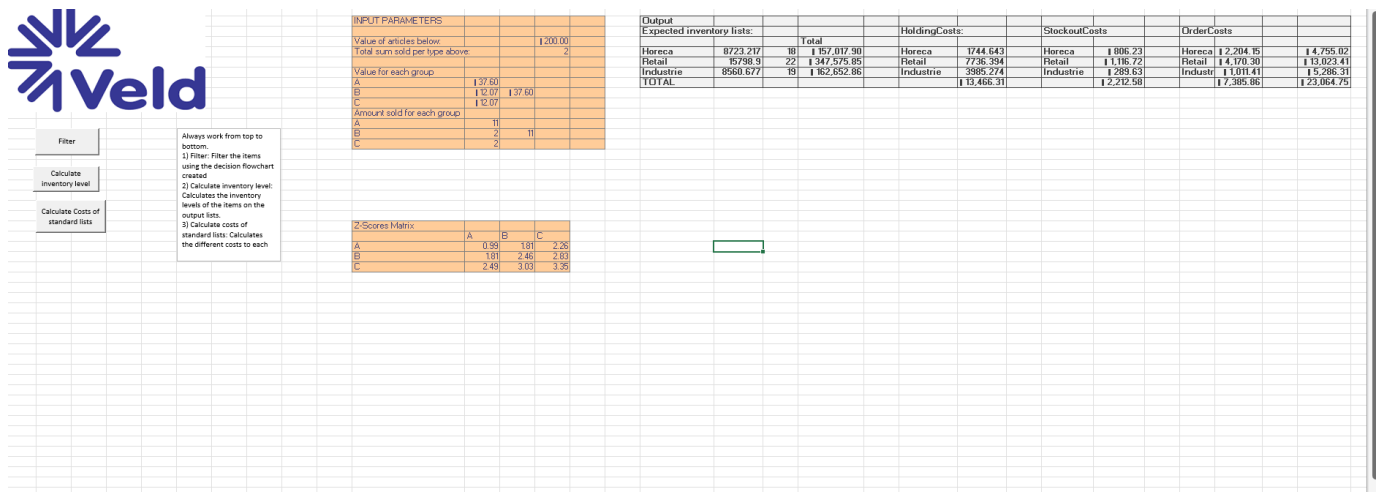 Veld
Filter
Calculate
inventory level
Calculate Costs of
standard lists
Always work from top to
bottom.
1) Filter: Filter the items
using the decision flowchart
created
2) Calculate inventory level:
Calculates the inventory
levels of the items on the
output lists.
3) Calculate costs of
standard lists: Calculates
the different costs to each
INPUT PARAMETERS
Value of articles below: 200.00
Total sum sold per type above: 2
Value for each group
A 37.60
B 12.07 37.60
C 12.07
Amount sold for each group
A 11
B 2 11
C 2
Z-Scores Matrix
A B C
A 0.99 1.81 2.26
B 1.81 2.46 2.83
C 2.49 3.03 3.35
Output
Expected inventory lists: HoldingCosts: StockoutCosts OrderCosts
Total
Horeca 8723.217 18 157,017.90 Horeca 1744.643 Horeca 806.23 Horeca 2,204.15 4,755.02
Retail 15798.9 22 347,575.85 Retail 7736.394 Retail 1,116.72 Retail 4,170.30 13,023.41
Industrie 8560.677 19 162,652.86 Industrie 3985.274 Industrie 289.63 Industr 1,011.41 5,286.31
TOTAL 13,466.31 2,212.58 7,385.86 23,064.75